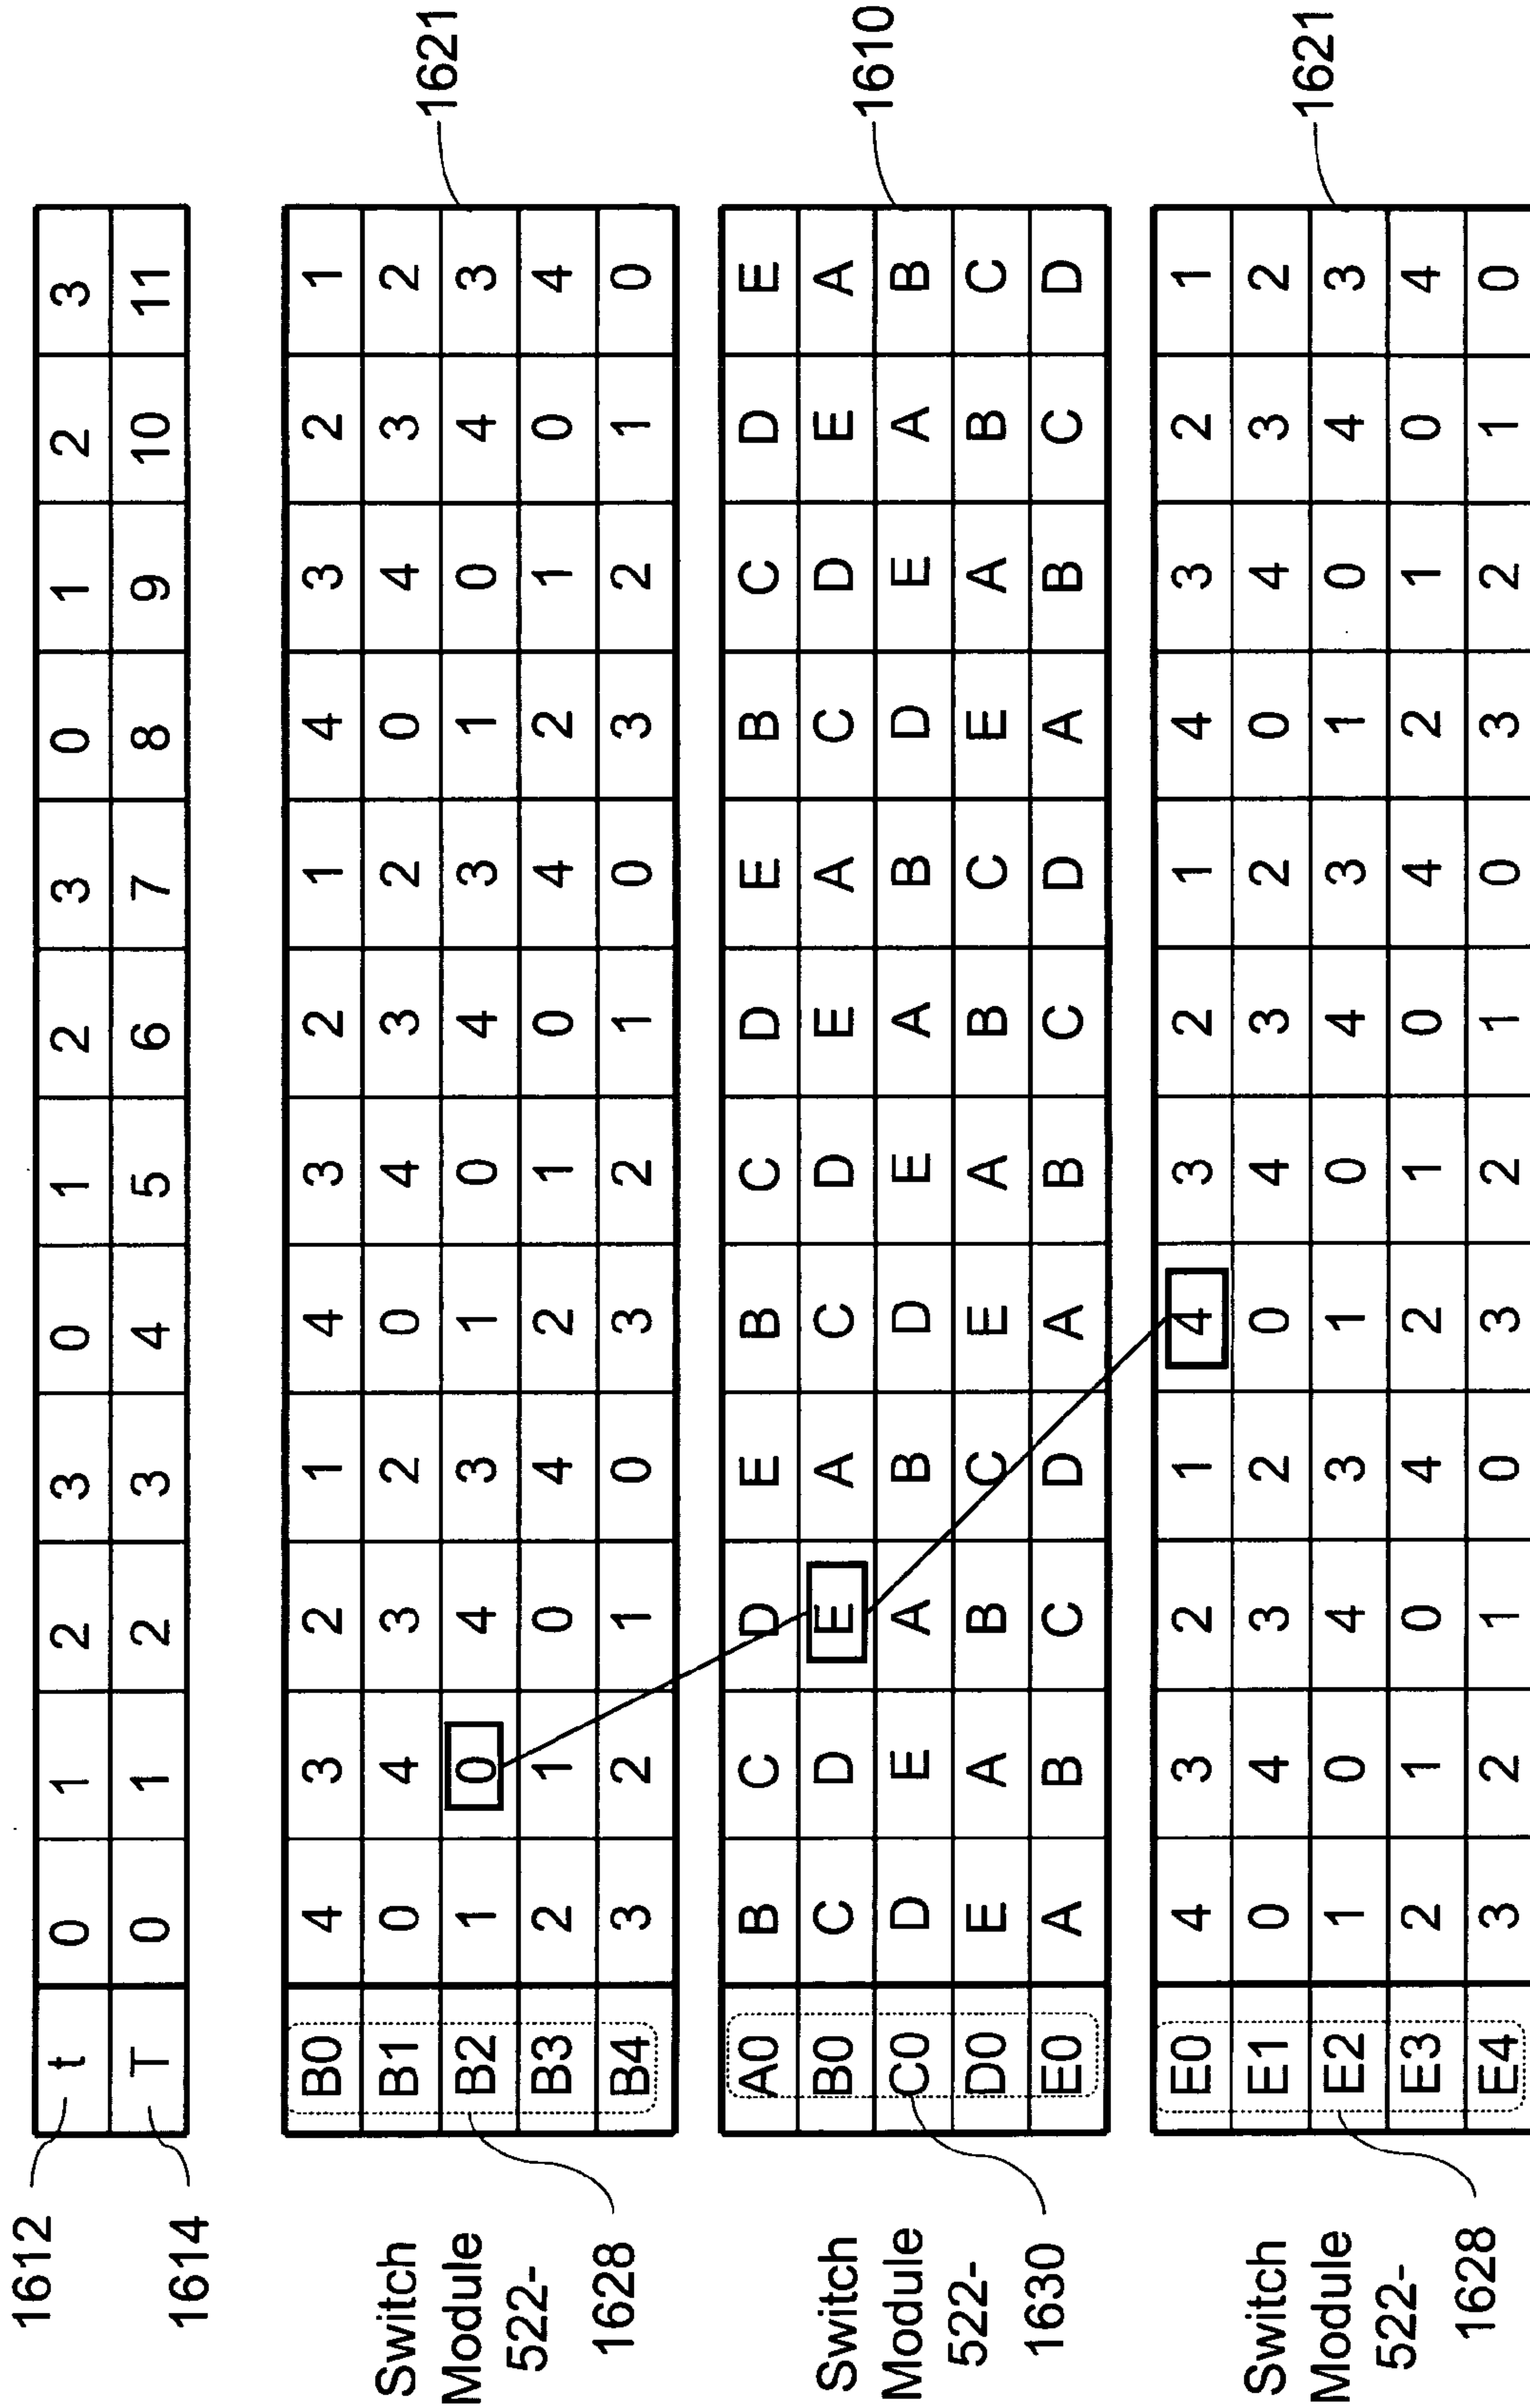 1612
t 0 1 2 3 0 1 2 3 0 1 2 3
T 0 1 2 3 4 5 6 7 8 9 10 11
1614
1621
B0 4 3 2 1 4 3 2 1 4 3 2 1
B1 0 4 3 2 0 4 3 2 0 4 3 2
B2 1 0 4 3 1 0 4 3 1 0 4 3
B3 2 1 0 4 2 1 0 4 2 1 0 4
B4 3 2 1 0 3 2 1 0 3 2 1 0
Switch
Module
522-
1628
1610
A0 B C D E B C D E B C D E
B0 C D E A C D E A C D E A
C0 D E A B D E A B D E A B
D0 E A B C E A B C E A B C
E0 A B C D A B C D A B C D
Switch
Module
522-
1630
1621
E0 4 3 2 1 4 3 2 1 4 3 2 1
E1 0 4 3 2 0 4 3 2 0 4 3 2
E2 1 0 4 3 1 0 4 3 1 0 4 3
E3 2 1 0 4 2 1 0 4 2 1 0 4
E4 3 2 1 0 3 2 1 0 3 2 1 0
Switch
Module
522-
1628